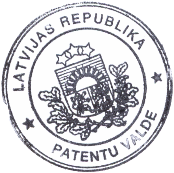 LATVIJAS REPUBLIKA
PATENTU VALDE